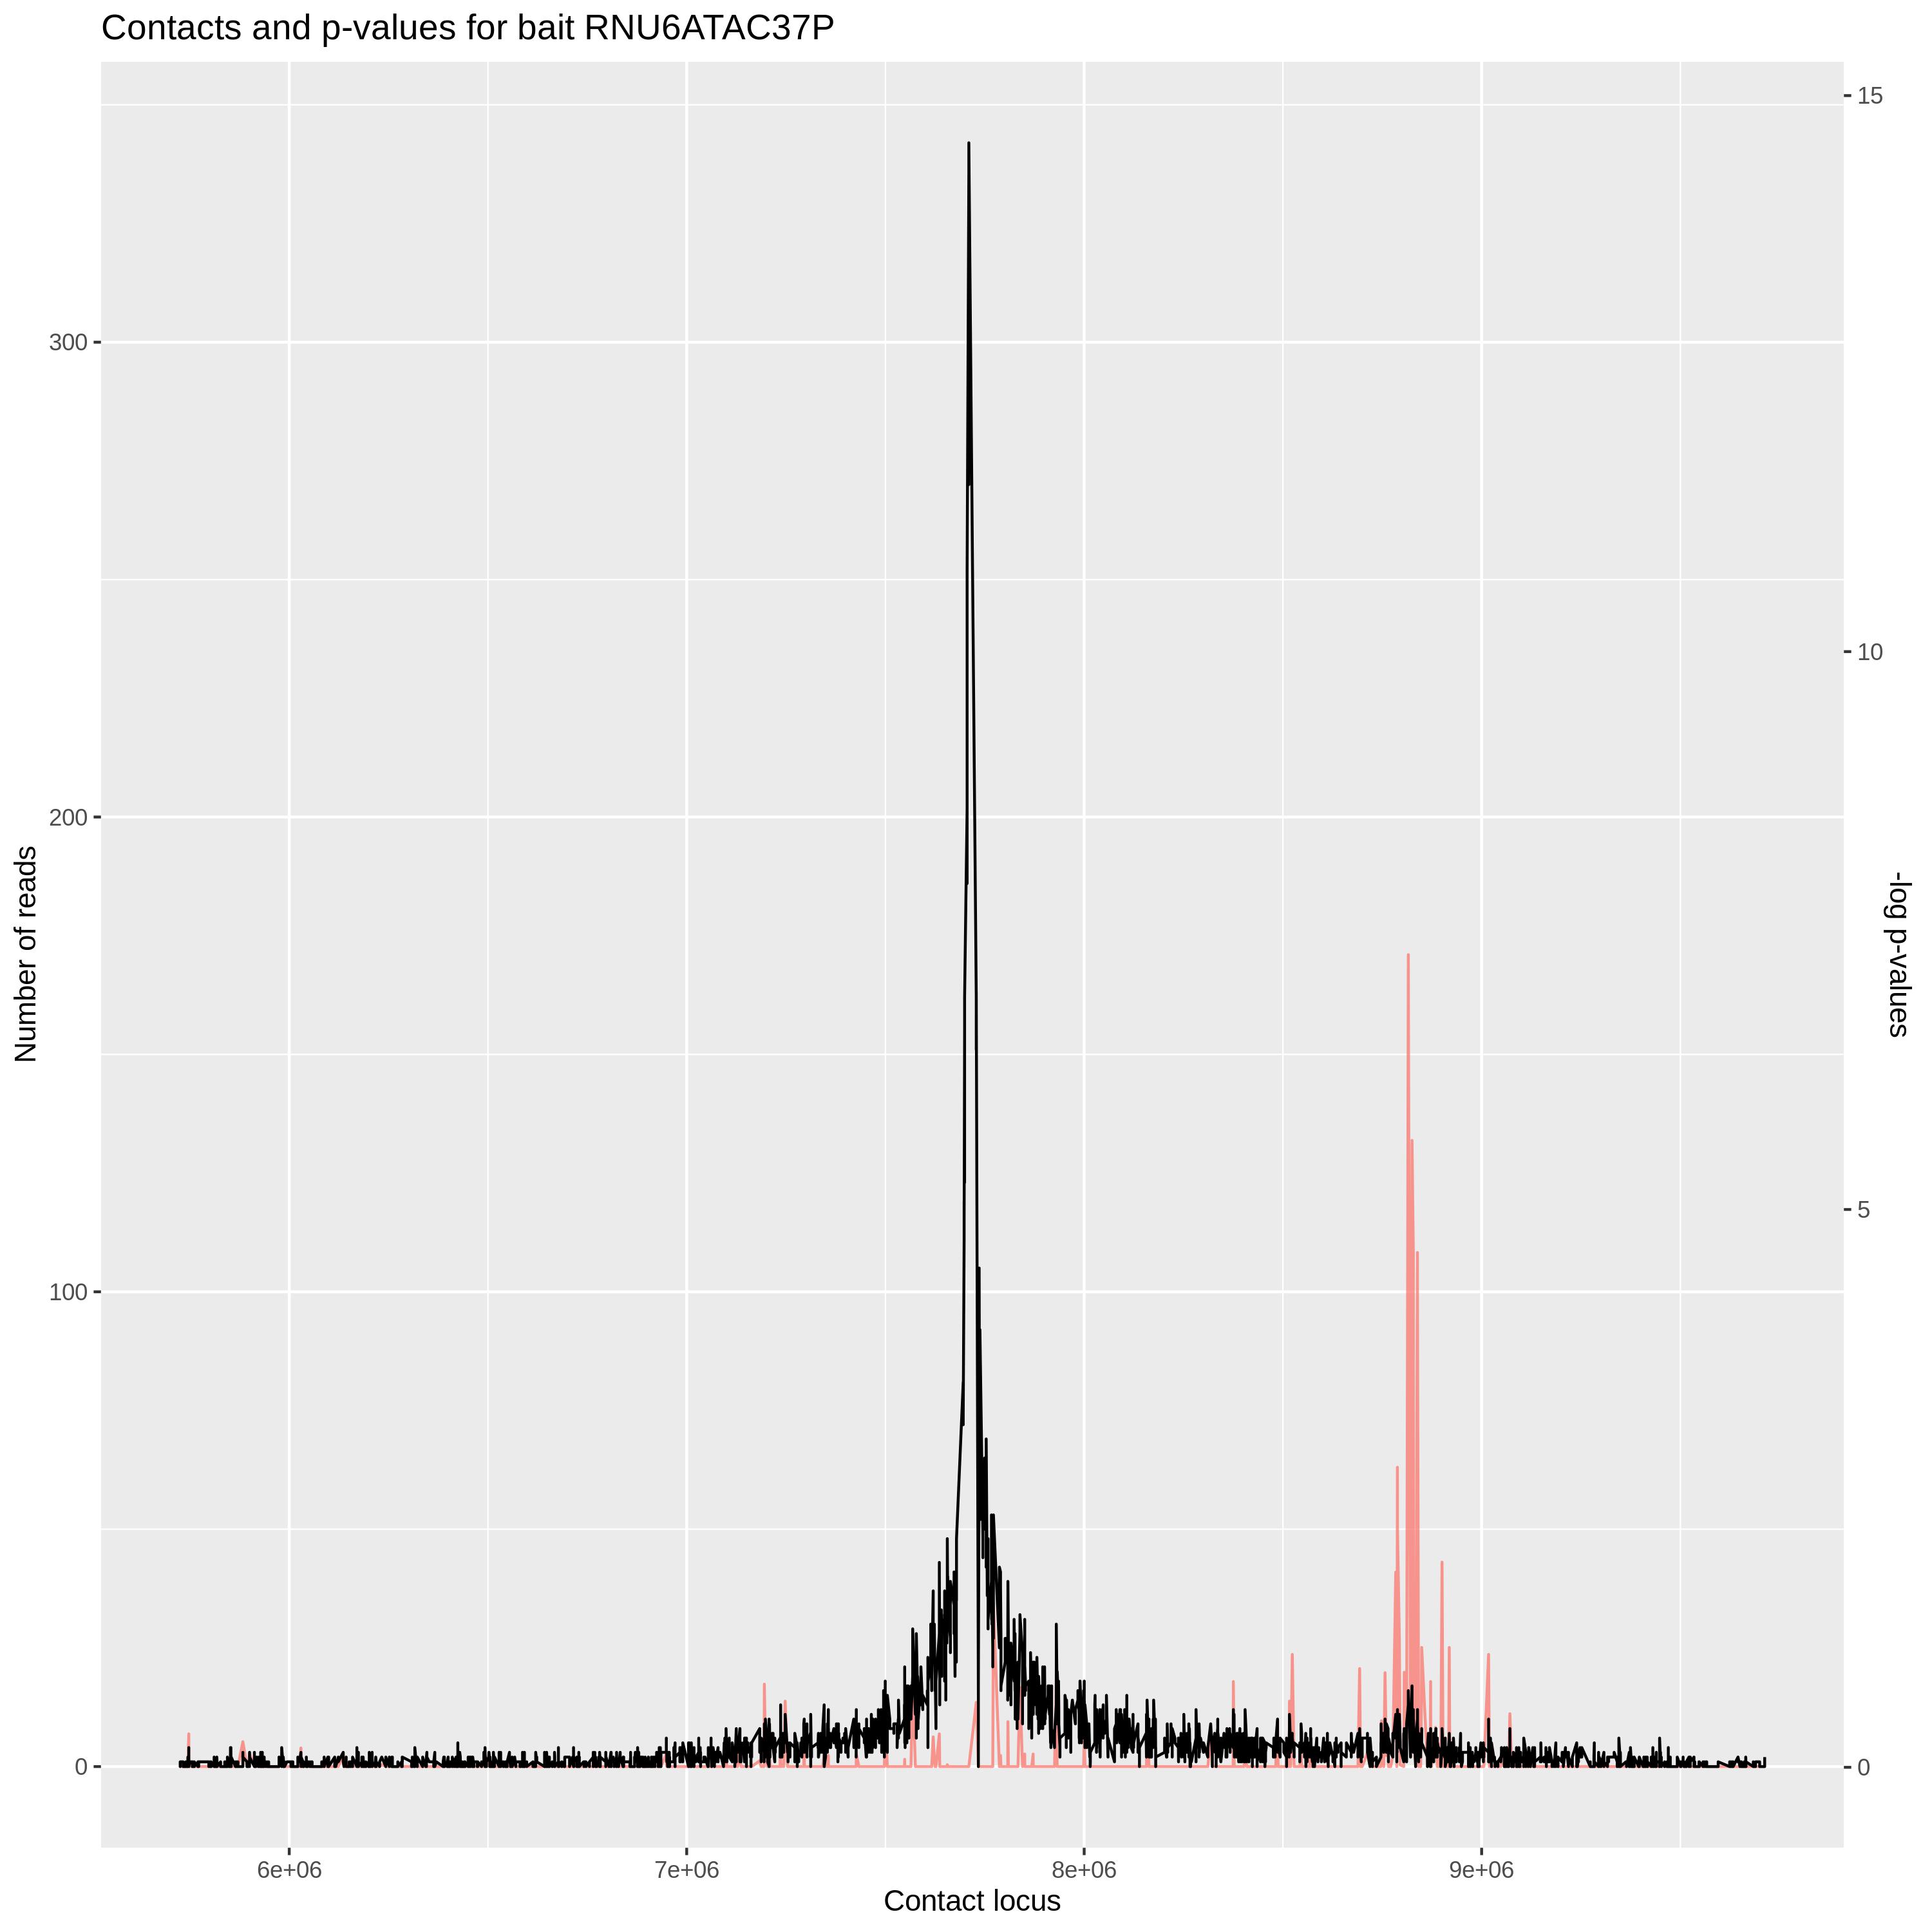 Contacts and p-values for bait RNU6ATAC37P
Number of reads
300
200
100
0
15
10
5
0
-log p-values
6e+06
7e+06
8e+06
9e+06
Contact locus